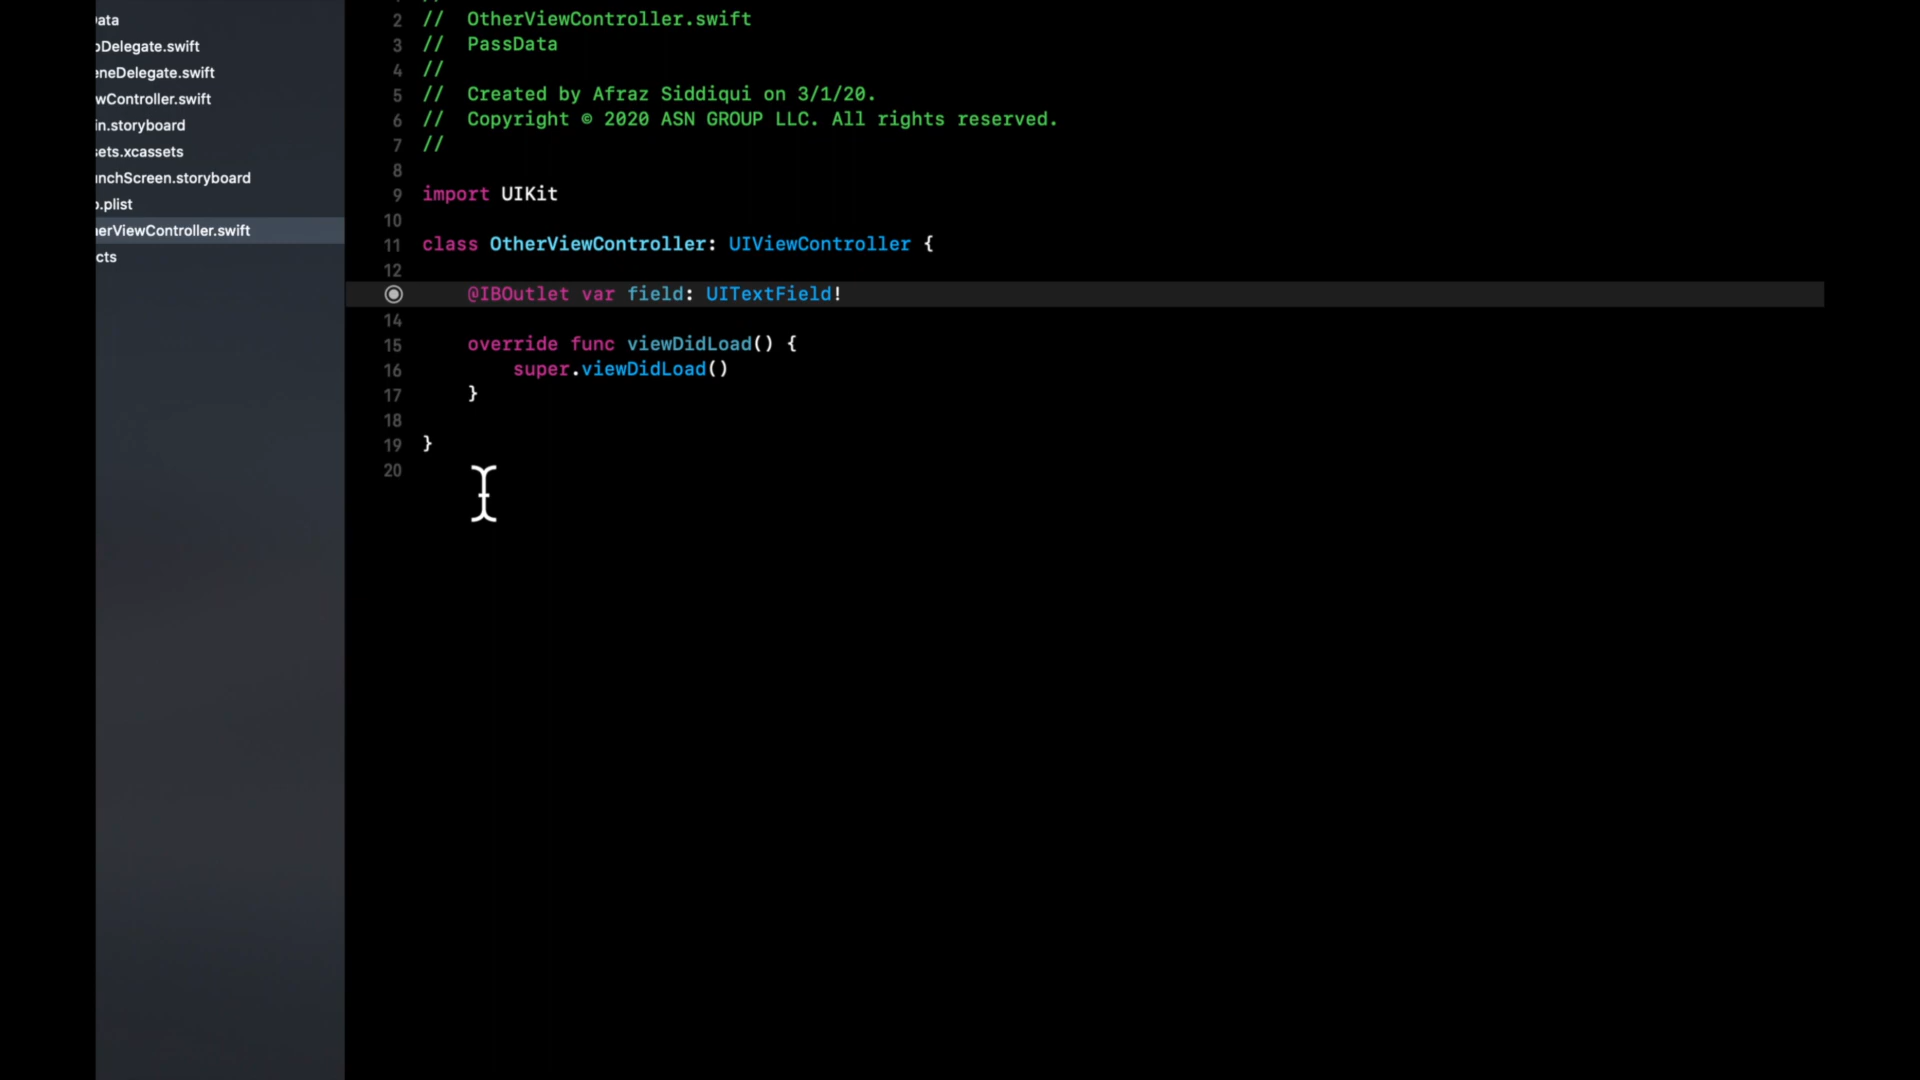 ata
Delegate.swift
eneDelegate.swift
wController.swift
in.storyboard
sets.xcassets
nchScreen.storyboard
.plist
erViewController.swift
cts
2 // OtherViewController.swift
3 // PassData
4 //
5 // Created by Afraz Siddiqui on 3/1/20.
6 // Copyright © 2020 ASN GROUP LLC. All rights reserved.
7 //
8
9 import UIKit
10
11 class OtherViewController: UIViewController {
12
@IBOutlet var field: UITextField!
14
15 override func viewDidLoad() {
16 super.viewDidLoad()
17 }
18
19 }
20